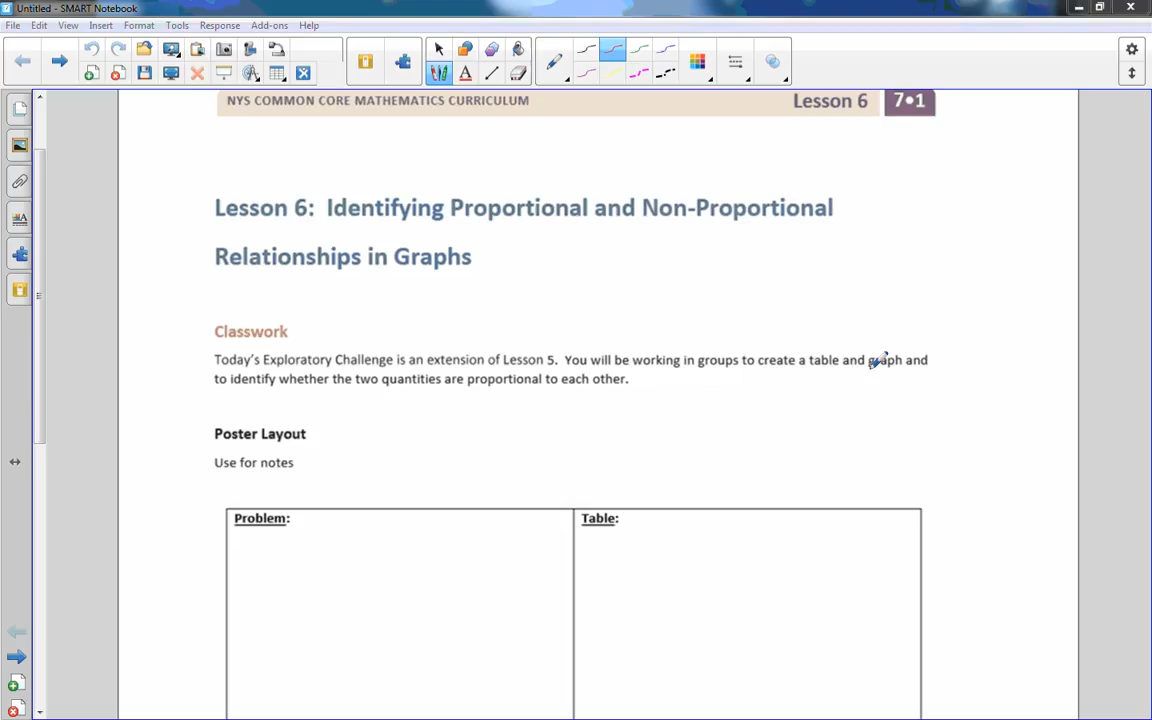 Untitled - SMART Notebook
File Edit View Insert Format Tools Response Add-ons Help
NYS COMMON CORE MATHEMATICS CURRICULUM Lesson 6 7•1
Lesson 6: Identifying Proportional and Non-Proportional
Relationships in Graphs
Classwork
Today's Exploratory Challenge is an extension of Lesson 5. You will be working in groups to create a table and graph and
to identify whether the two quantities are proportional to each other.
Poster Layout
Use for notes
Problem: Table: